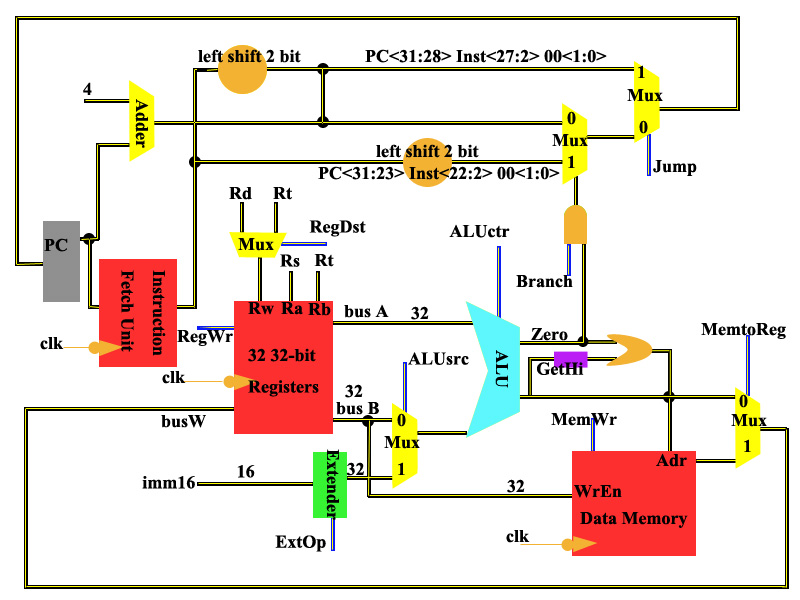 left shift 2 bit
PC<31:28> Inst<27:2> 00<1:0>
1
Mux
0
4
Adder
0
Mux
1
left shift 2 bit
PC<31:23> Inst<22:2> 00<1:0>
Jump
Rd
Rt
RegDst
Mux
PC
ALUctr
Branch
Rs
Rt
Instruction
Fetch Unit
clk
Rw
Ra
Rb
bus A
32
RegWr
32 32-bit
Registers
clk
busW
32
bus B
ALUsrc
0
Mux
1
ALU
Zero
GetHi
MemtoReg
0
Mux
1
imm16
16
Extender
32
ExtOp
MemWr
Adr
32
WrEn
Data Memory
clk